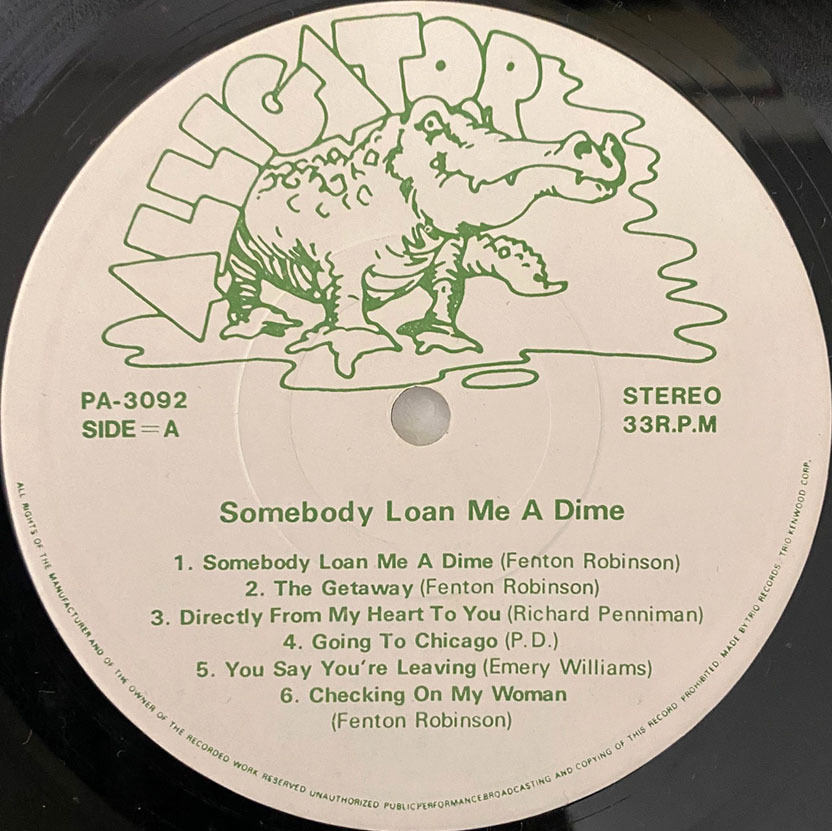 ALLIGATOR
PA-3092
SIDE=A
STEREO
33R.P.M
Somebody Loan Me A Dime
1. Somebody Loan Me A Dime (Fenton Robinson)
2. The Getaway (Fenton Robinson)
3. Directly From My Heart To You (Richard Penniman)
4. Going To Chicago (P.D.)
5. You Say You're Leaving (Emery Williams)
6. Checking On My Woman
(Fenton Robinson)
ALL RIGHTS OF THE MANUFACTURER AND OF THE OWNER OF THE RECORDED WORK RESERVED UNAUTHORIZED PUBLICPERFORMANCEBROADCASTING AND COPYING OF THIS RECORD PROHIBITED. MADE BY TRIO RECORDS. TRIO KENWOOD CORP.